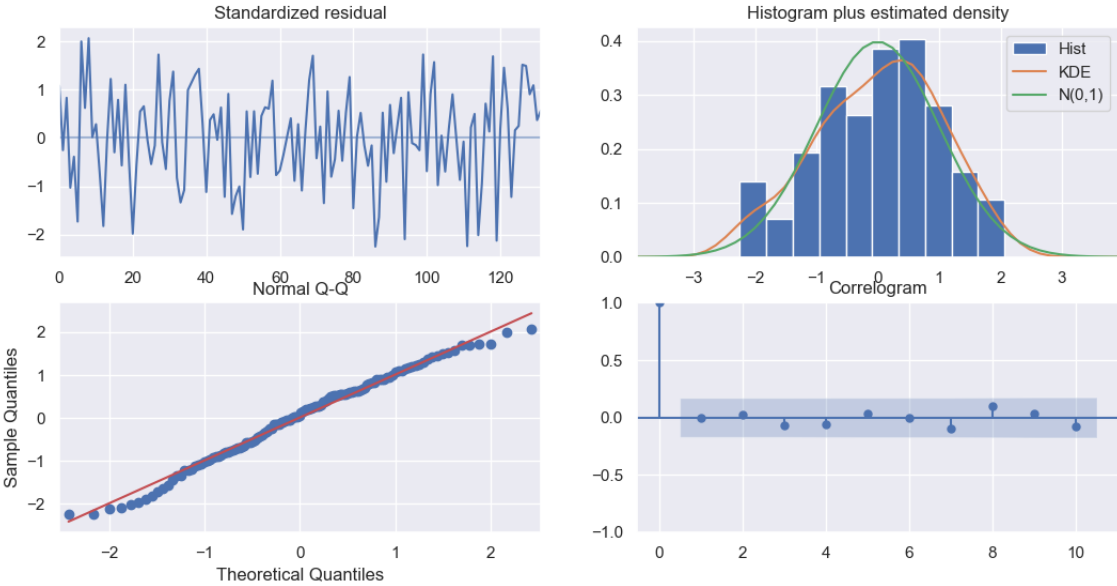 Standardized residual
2
1
0
−1
−2
0 20 40 60 80 100 120
Histogram plus estimated density
0.4
0.3
0.2
0.1
0.0
Hist
KDE
N(0,1)
−3 −2 −1 0 1 2 3
Normal Q-Q
Sample Quantiles
2
1
0
−1
−2
−2 −1 0 1 2
Theoretical Quantiles
Correlogram
1.0
0.5
0.0
−0.5
−1.0
0 2 4 6 8 10